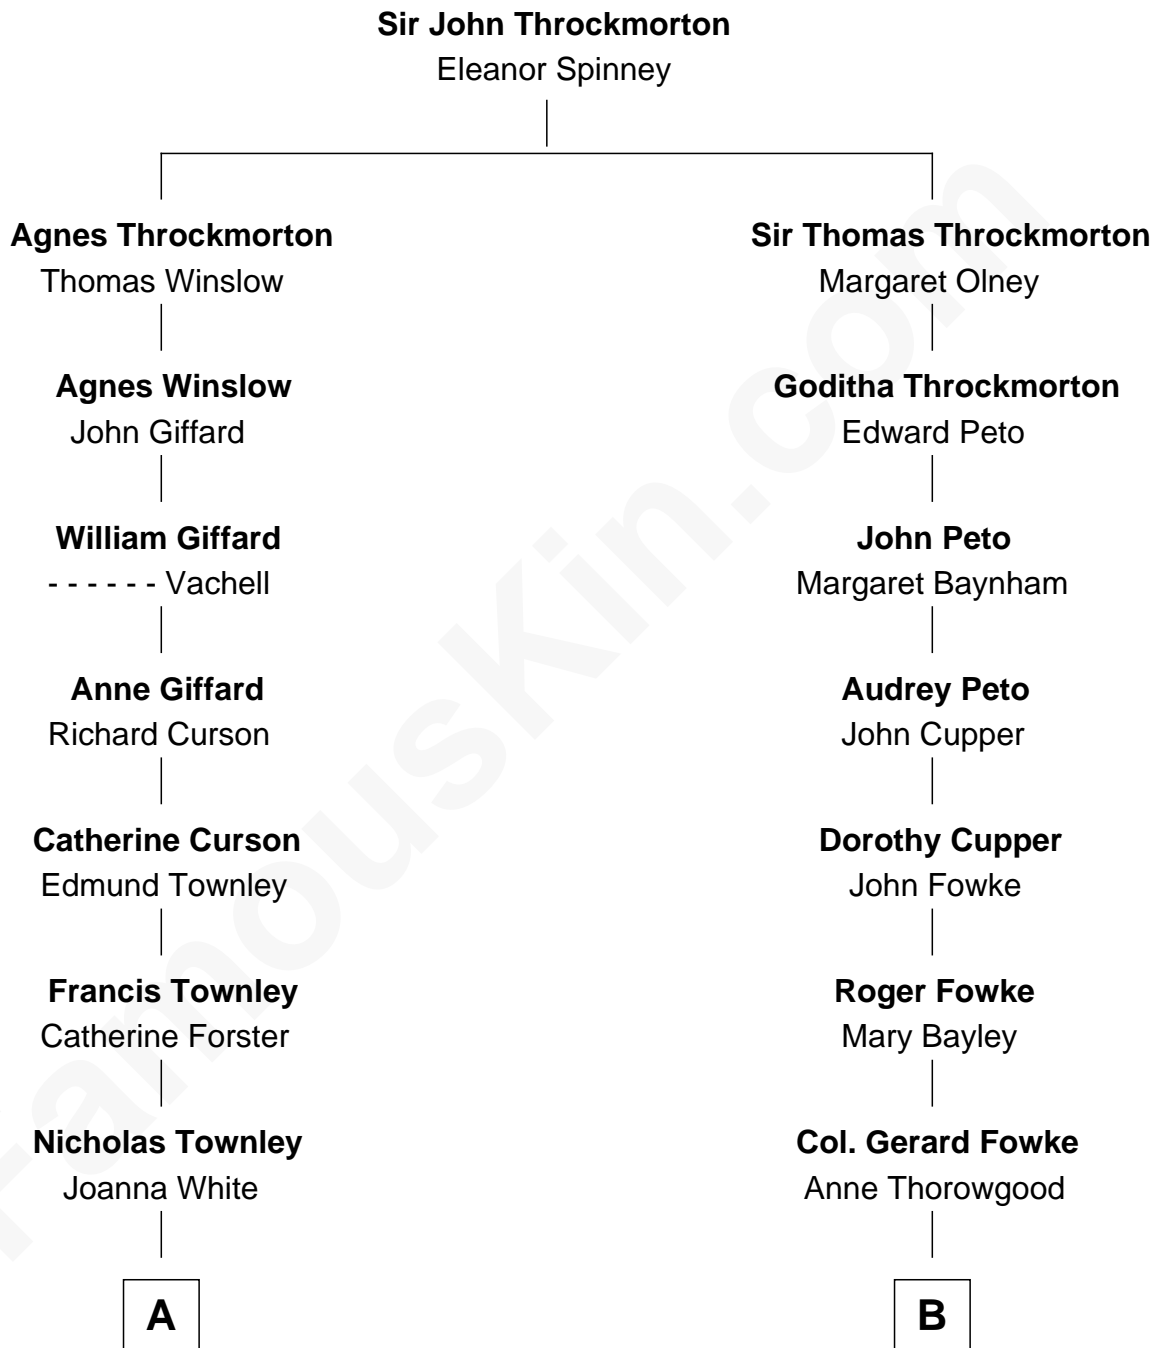 Sir John Throckmorton
Eleanor Spinney
Agnes Throckmorton
Thomas Winslow
Agnes Winslow
John Giffard
William Giffard
- - - - - - Vachell
Anne Giffard
Richard Curson
Catherine Curson
Edmund Townley
Francis Townley
Catherine Forster
Nicholas Townley
Joanna White
A
Sir Thomas Throckmorton
Margaret Olney
Goditha Throckmorton
Edward Peto
John Peto
Margaret Baynham
Audrey Peto
John Cupper
Dorothy Cupper
John Fowke
Roger Fowke
Mary Bayley
Col. Gerard Fowke
Anne Thorowgood
B
FamousKin.com